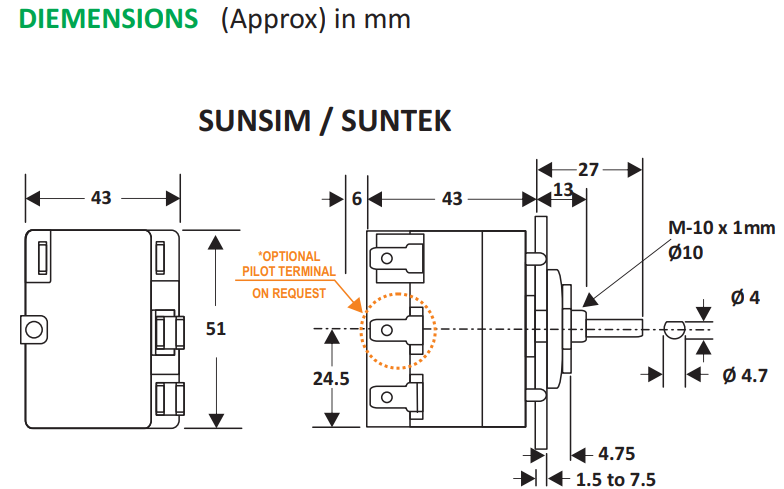 DIEMENSIONS (Approx) in mm
SUNSIM / SUNTEK
43
6
43
27
13
M-10 x 1mm
Ø10
*OPTIONAL
PILOT TERMINAL
ON REQUEST
51
24.5
Ø 4
Ø 4.7
4.75
1.5 to 7.5